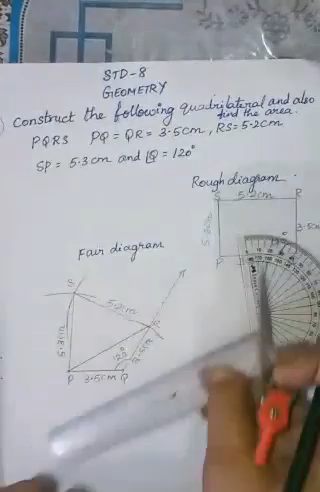 STD-8
GEOMETRY
Construct the following quadrilateral and also
find the area.
PQRS PQ = QR = 3.5cm, RS = 5.2cm
SP = 5.3cm and ∠Q = 120°
Rough diagram.
S 5.2cm R
5.3cm 3.5cm
P
Fair diagram
S
5.2cm
R
5.3cm 120° 3.5cm
P 3.5cm Q